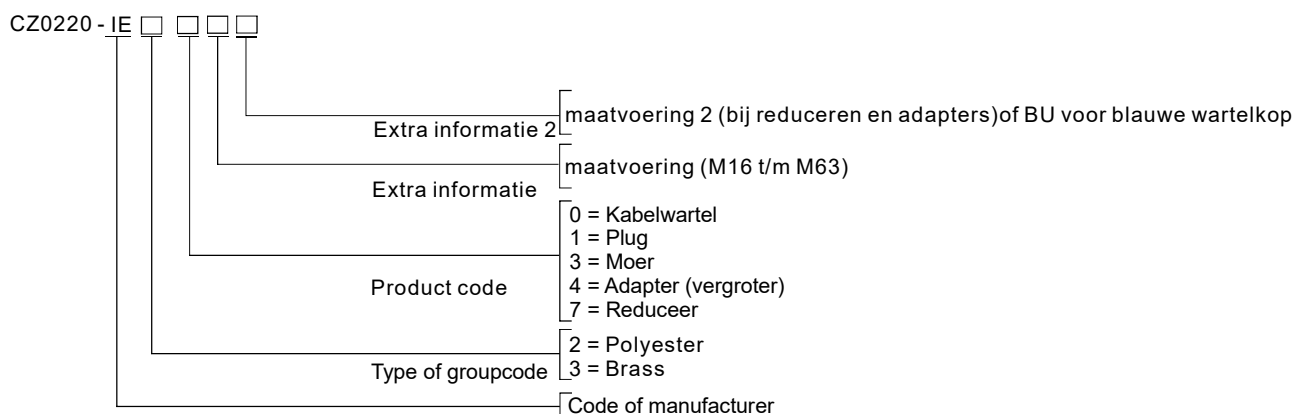 CZ0220 - IE
maatvoering 2 (bij reduceren en adapters)of BU voor blauwe wartelkop
Extra informatie 2
maatvoering (M16 t/m M63)
Extra informatie
0 = Kabelwartel
1 = Plug
3 = Moer
4 = Adapter (vergroter)
7 = Reduceer
Product code
2 = Polyester
3 = Brass
Type of groupcode
Code of manufacturer